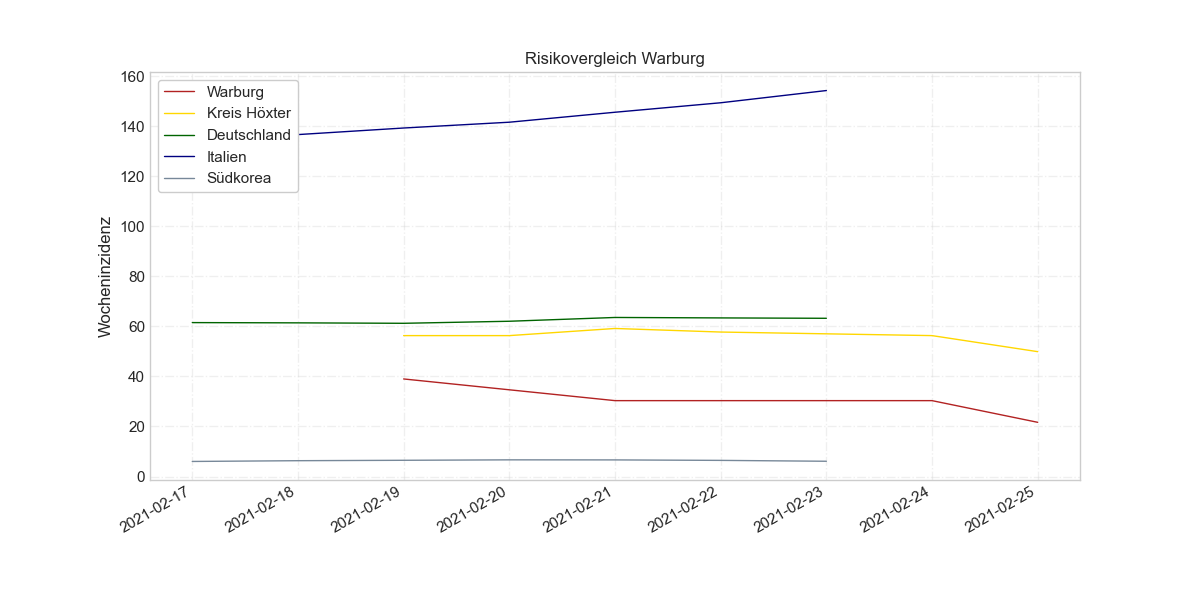 Risikovergleich Warburg
Wocheninzidenz
160
140
120
100
80
60
40
20
0
Warburg
Kreis Höxter
Deutschland
Italien
Südkorea
2021-02-17
2021-02-18
2021-02-19
2021-02-20
2021-02-21
2021-02-22
2021-02-23
2021-02-24
2021-02-25